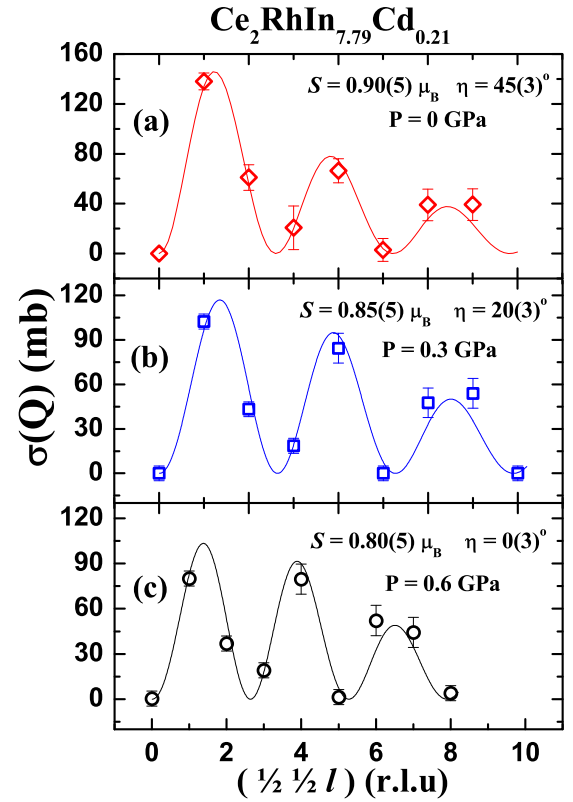 Ce₂RhIn₇.₇₉Cd₀.₂₁
160
120
80
40
0
(a)
S = 0.90(5) μB η = 45(3)°
P = 0 GPa
120
90
60
30
0
(b)
S = 0.85(5) μB η = 20(3)°
P = 0.3 GPa
σ(Q) (mb)
120
90
60
30
0
(c)
S = 0.80(5) μB η = 0(3)°
P = 0.6 GPa
0 2 4 6 8 10
( ½ ½ l ) (r.l.u)